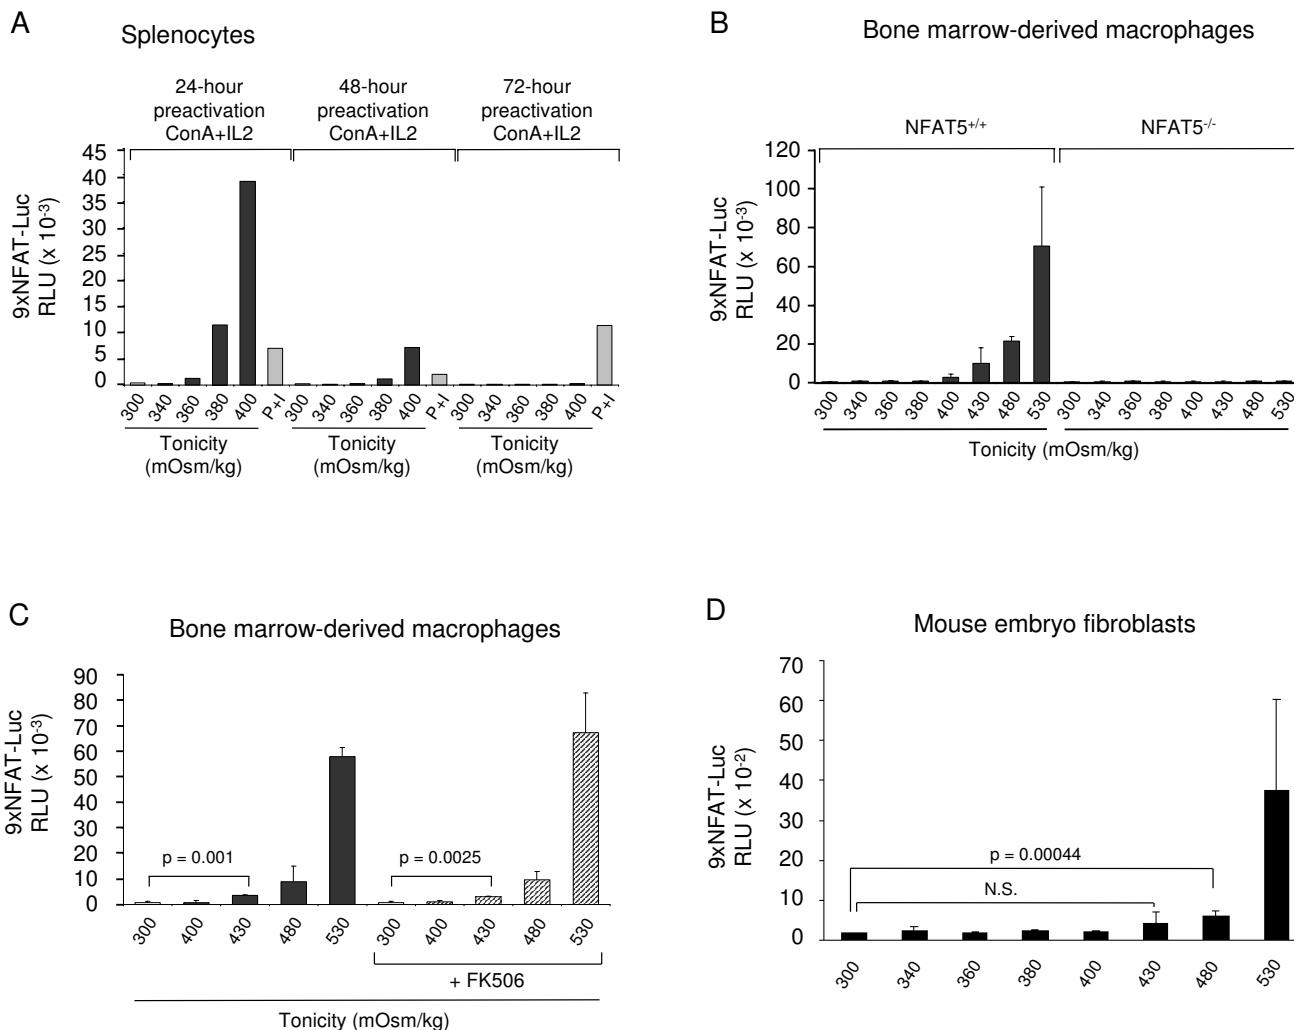 A
Splenocytes
24-hour
preactivation
ConA+IL2
48-hour
preactivation
ConA+IL2
72-hour
preactivation
ConA+IL2
9xNFAT-Luc
RLU (x 10⁻³)
45
40
35
30
25
20
15
10
5
0
300 340 360 380 400 P+I 300 340 360 380 400 P+I 300 340 360 380 400 P+I
Tonicity
(mOsm/kg)
Tonicity
(mOsm/kg)
Tonicity
(mOsm/kg)
B
Bone marrow-derived macrophages
NFAT5⁺/⁺ NFAT5⁻/⁻
9xNFAT-Luc
RLU (x 10⁻³)
120
100
80
60
40
20
0
300 340 360 380 400 430 480 530 300 340 360 380 400 430 480 530
Tonicity (mOsm/kg)
C
Bone marrow-derived macrophages
9xNFAT-Luc
RLU (x 10⁻³)
90
80
70
60
50
40
30
20
10
0
p = 0.001 p = 0.0025
300 400 430 480 530 300 400 430 480 530
+ FK506
Tonicity (mOsm/kg)
D
Mouse embryo fibroblasts
9xNFAT-Luc
RLU (x 10⁻²)
70
60
50
40
30
20
10
0
p = 0.00044
N.S.
300 340 360 380 400 430 480 530